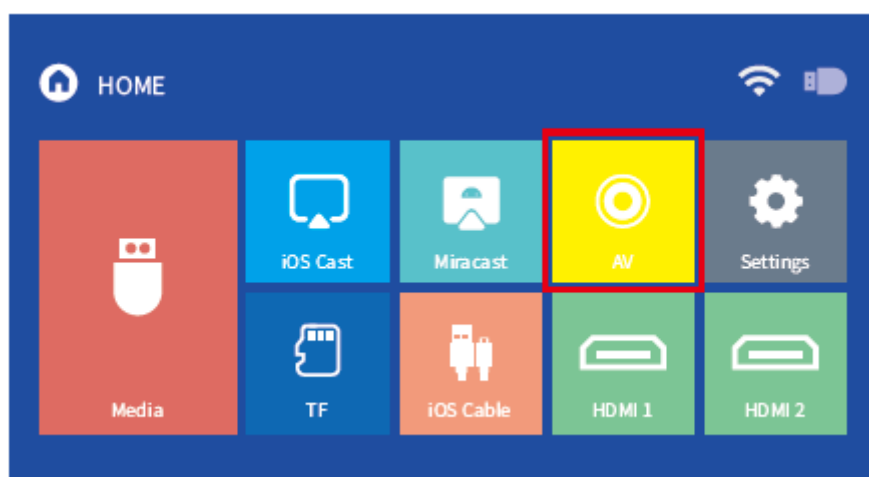 HOME
iOS Cast
Miracast
AV
Settings
Media
TF
iOS Cable
HDMI 1
HDMI 2